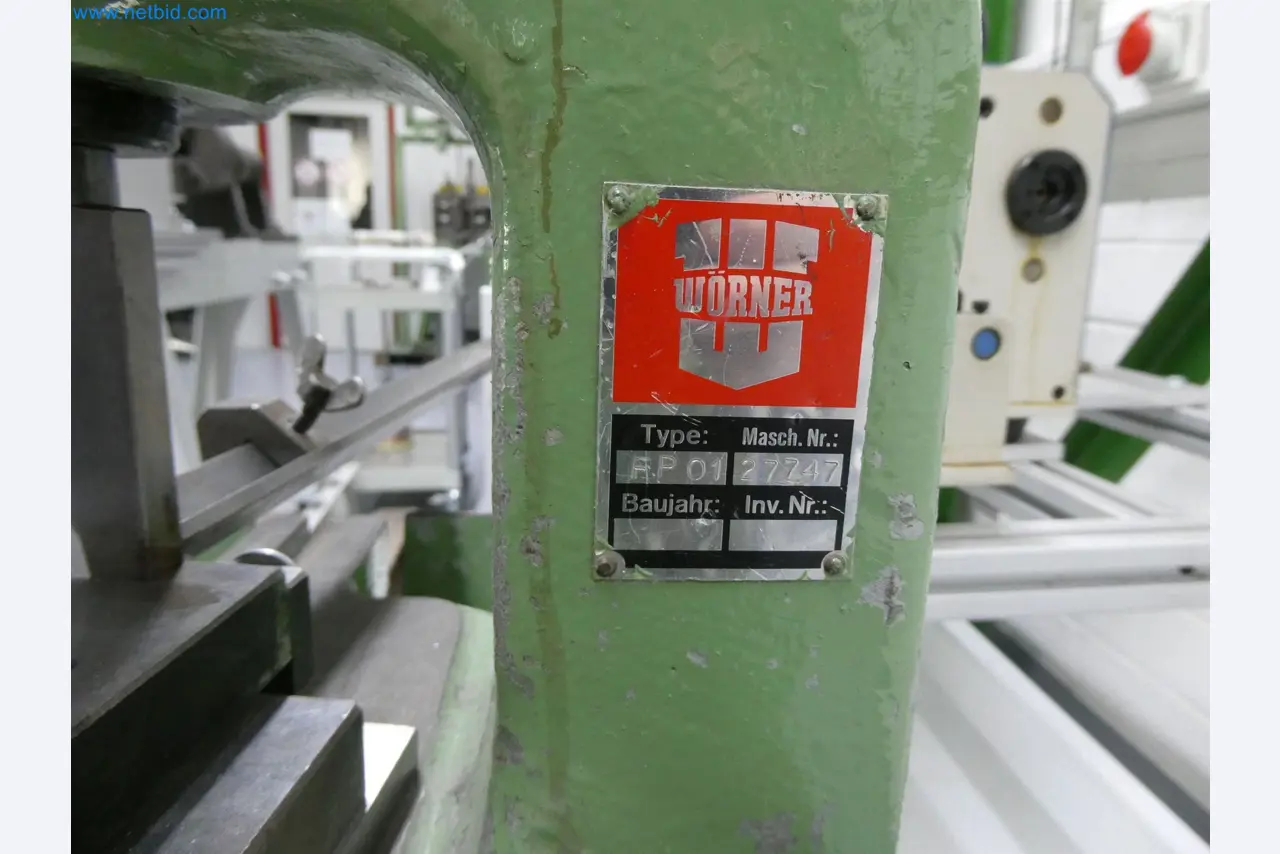 www.netbid.com
WÖRNER
Type: Masch. Nr.:
RP 01 27747
Baujahr: Inv. Nr.: